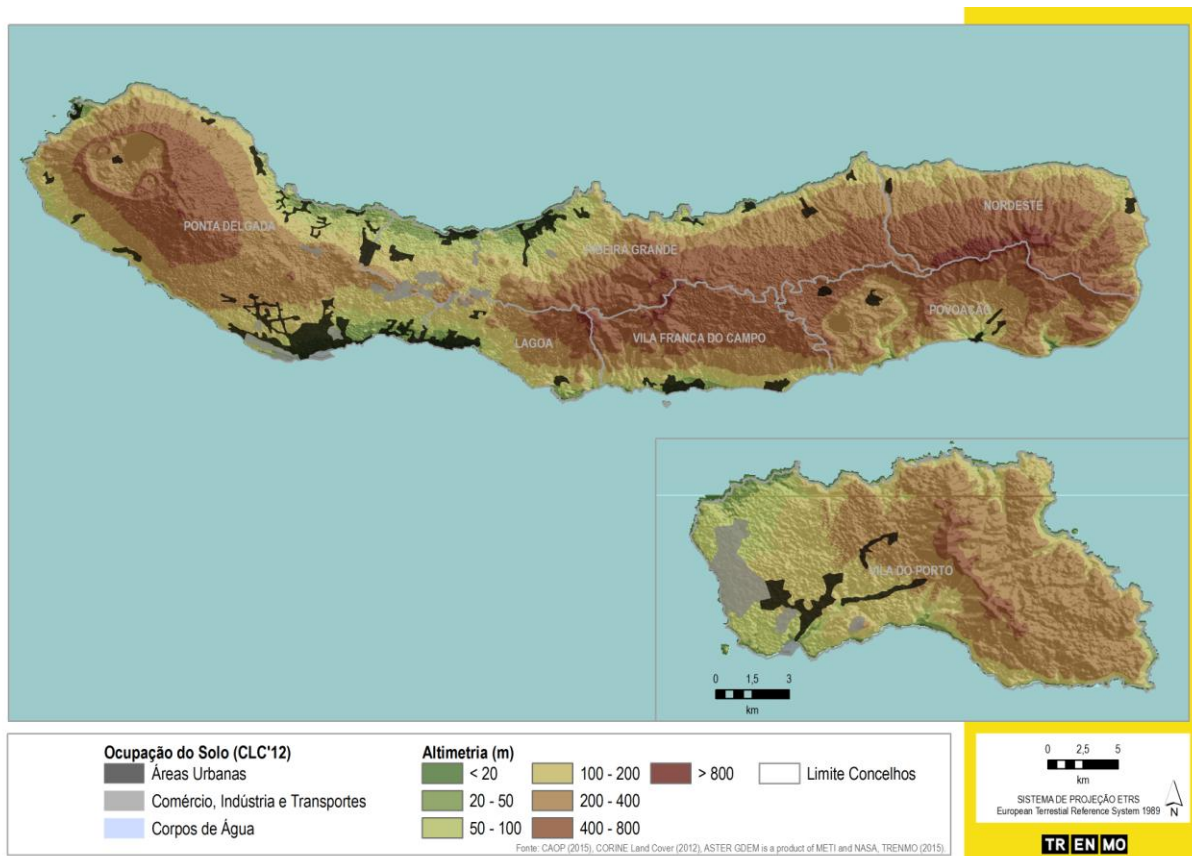 PONTA DELGADA
RIBEIRA GRANDE
NORDESTE
LAGOA
VILA FRANCA DO CAMPO
POVOAÇÃO
VILA DO PORTO
0 1,5 3
km
Ocupação do Solo (CLC'12)
Áreas Urbanas
Comércio, Indústria e Transportes
Corpos de Água
Altimetria (m)
< 20
20 - 50
50 - 100
100 - 200
200 - 400
400 - 800
> 800
Limite Concelhos
Fonte: CAOP (2015), CORINE Land Cover (2012), ASTER GDEM is a product of METI and NASA, TRENMO (2015).
0 2,5 5
km
SISTEMA DE PROJEÇÃO ETRS
European Terrestial Reference System 1989
N
TR EN MO